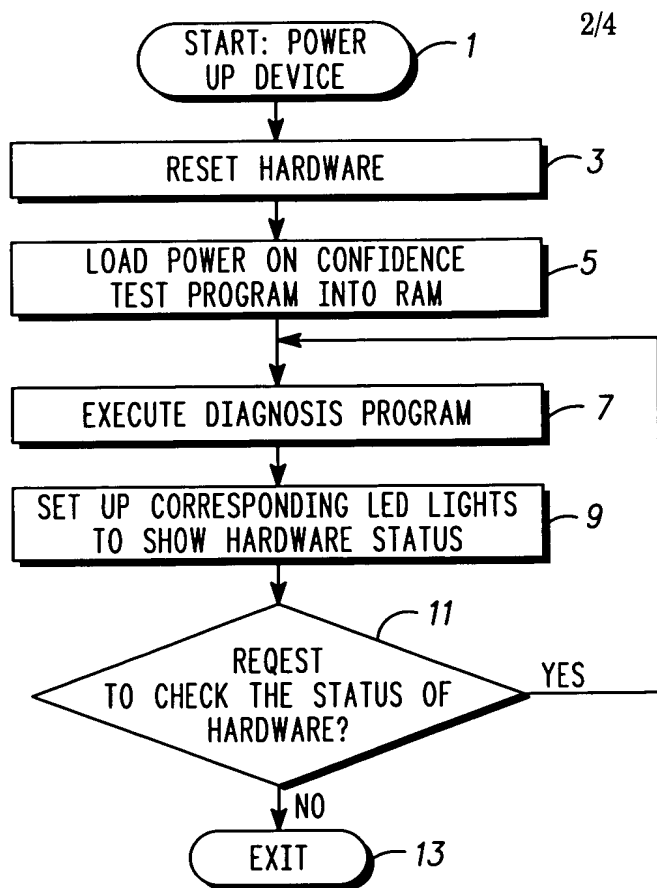 2/4
START: POWER
UP DEVICE
1
RESET HARDWARE
3
LOAD POWER ON CONFIDENCE
TEST PROGRAM INTO RAM
5
EXECUTE DIAGNOSIS PROGRAM
7
SET UP CORRESPONDING LED LIGHTS
TO SHOW HARDWARE STATUS
9
11
REQEST
TO CHECK THE STATUS OF
HARDWARE?
YES
NO
EXIT
13